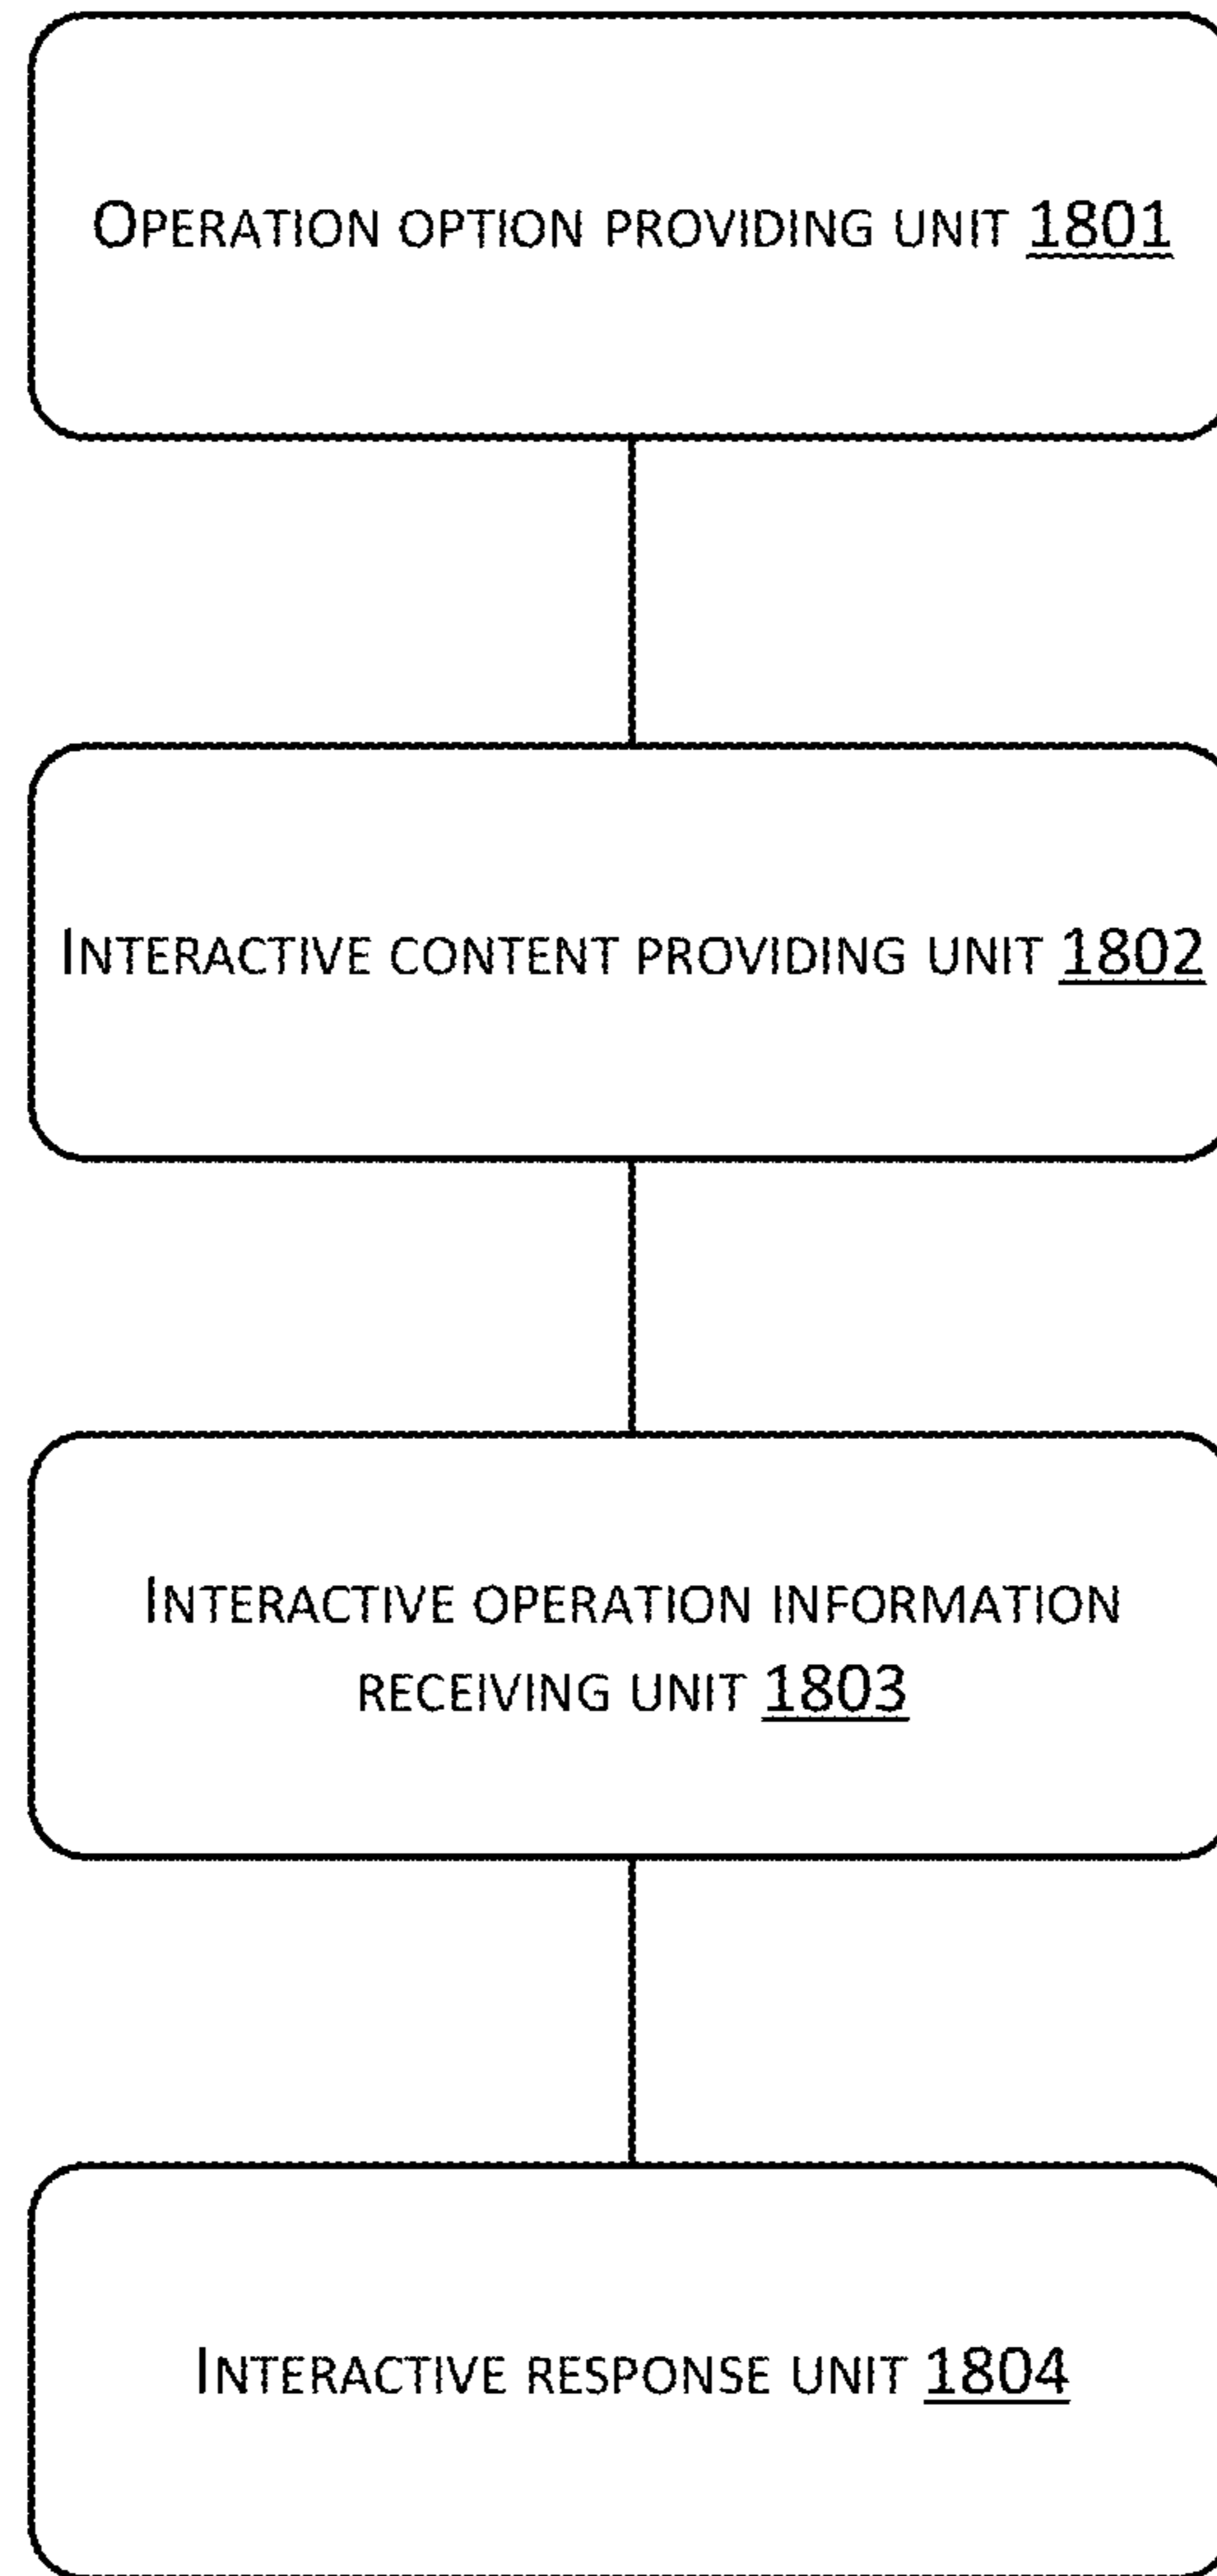 Operation option providing unit 1801
Interactive content providing unit 1802
Interactive operation information
receiving unit 1803
Interactive response unit 1804